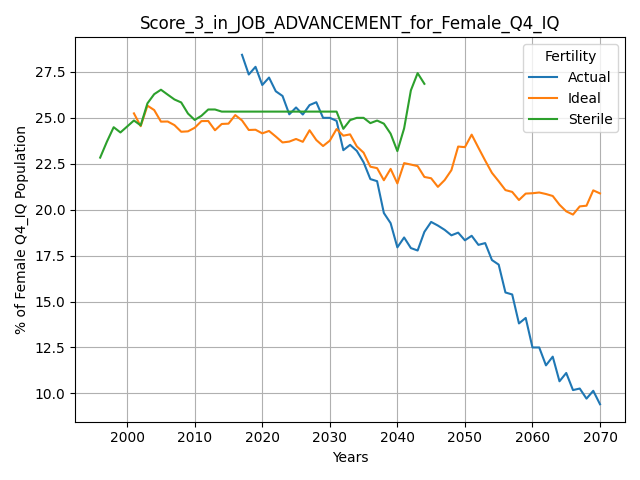 Score_3_in_JOB_ADVANCEMENT_for_Female_Q4_IQ
Fertility
Actual
Ideal
Sterile
% of Female Q4_IQ Population
27.5
25.0
22.5
20.0
17.5
15.0
12.5
10.0
2000 2010 2020 2030 2040 2050 2060 2070
Years